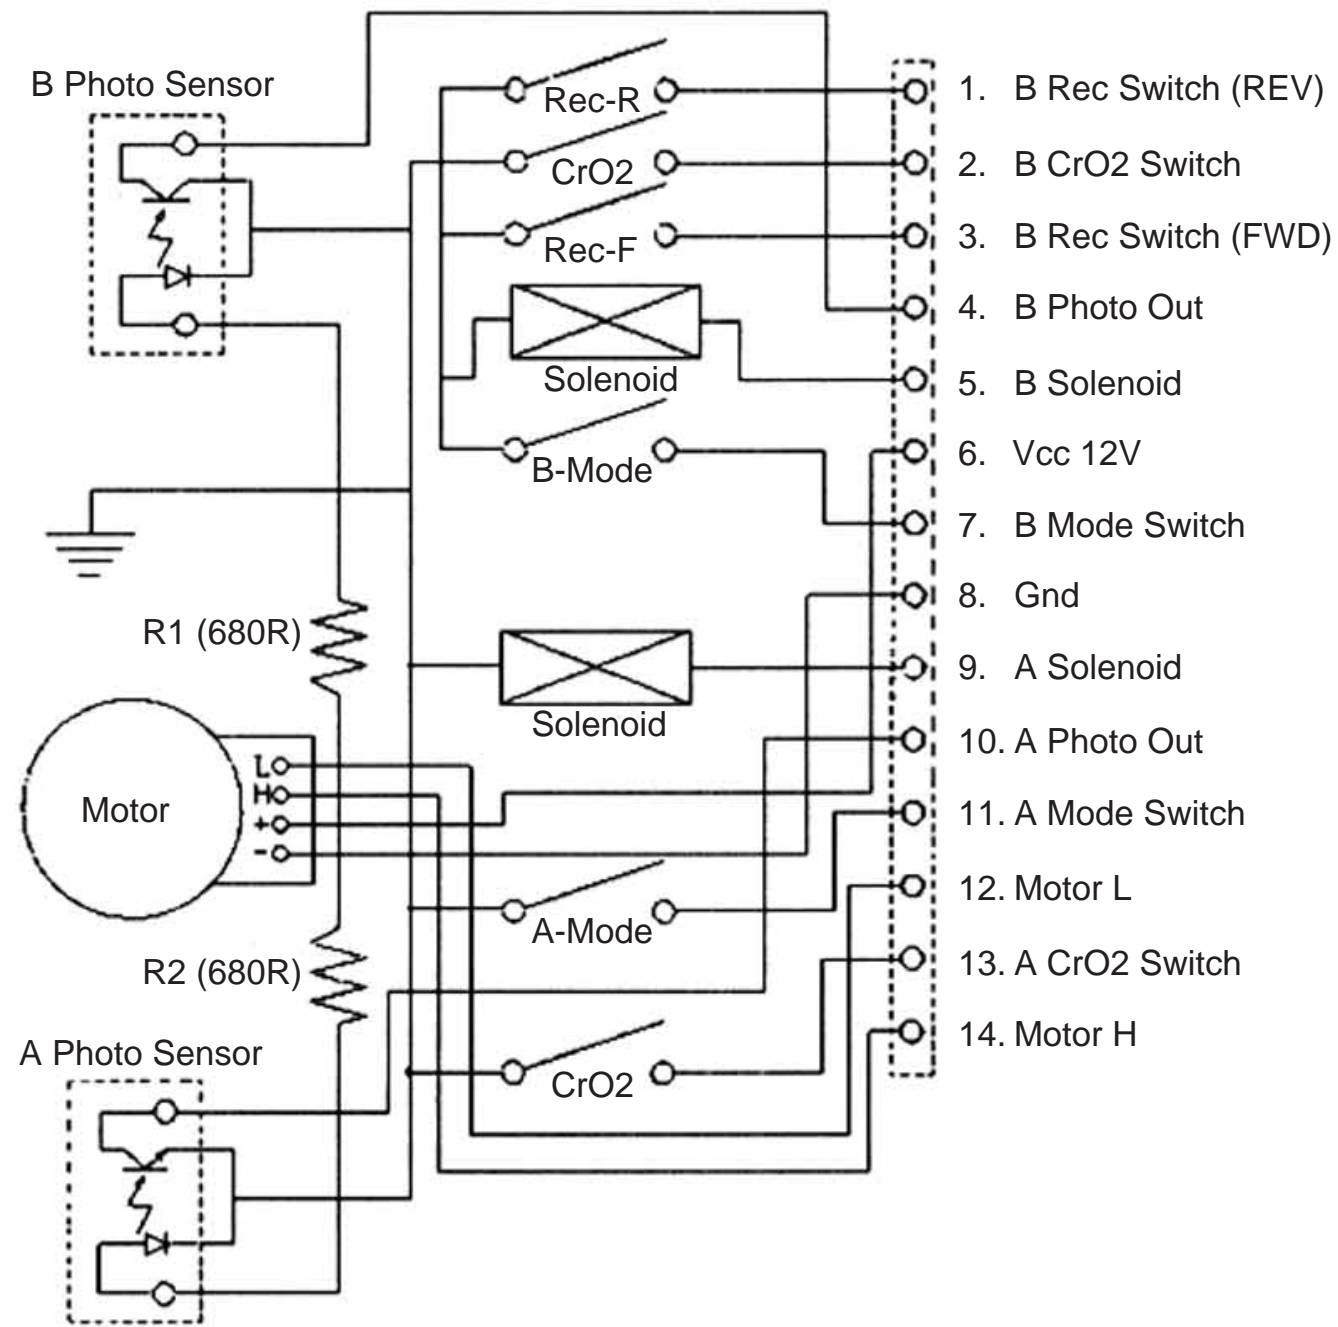 B Photo Sensor
Rec-R
CrO2
Rec-F
Solenoid
B-Mode
1. B Rec Switch (REV)
2. B CrO2 Switch
3. B Rec Switch (FWD)
4. B Photo Out
5. B Solenoid
6. Vcc 12V
7. B Mode Switch
8. Gnd
9. A Solenoid
10. A Photo Out
11. A Mode Switch
12. Motor L
13. A CrO2 Switch
14. Motor H
R1 (680R)
Solenoid
Motor
L
H
+
-
A-Mode
R2 (680R)
CrO2
A Photo Sensor